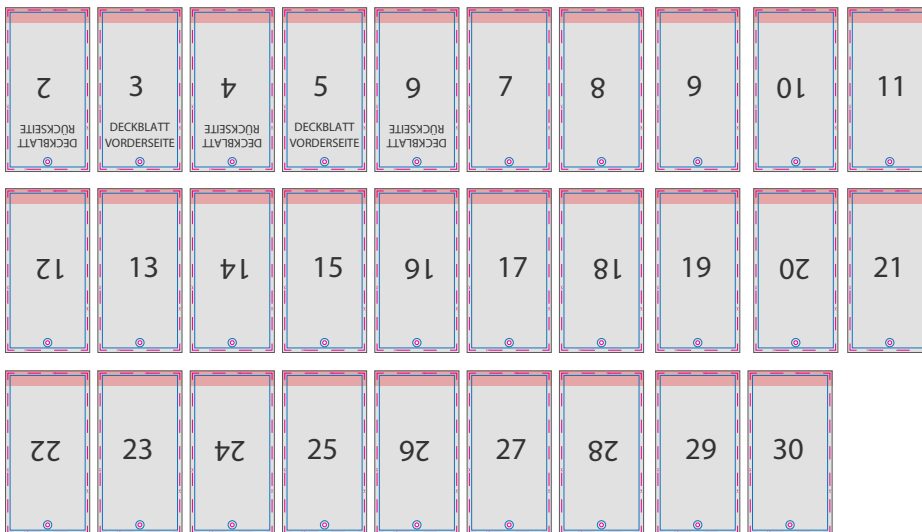 2
DECKBLATT
RÜCKSEITE
3
DECKBLATT
VORDERSEITE
4
DECKBLATT
RÜCKSEITE
5
DECKBLATT
VORDERSEITE
6
DECKBLATT
RÜCKSEITE
7
8
9
10
11
12
13
14
15
16
17
18
19
20
21
22
23
24
25
26
27
28
29
30